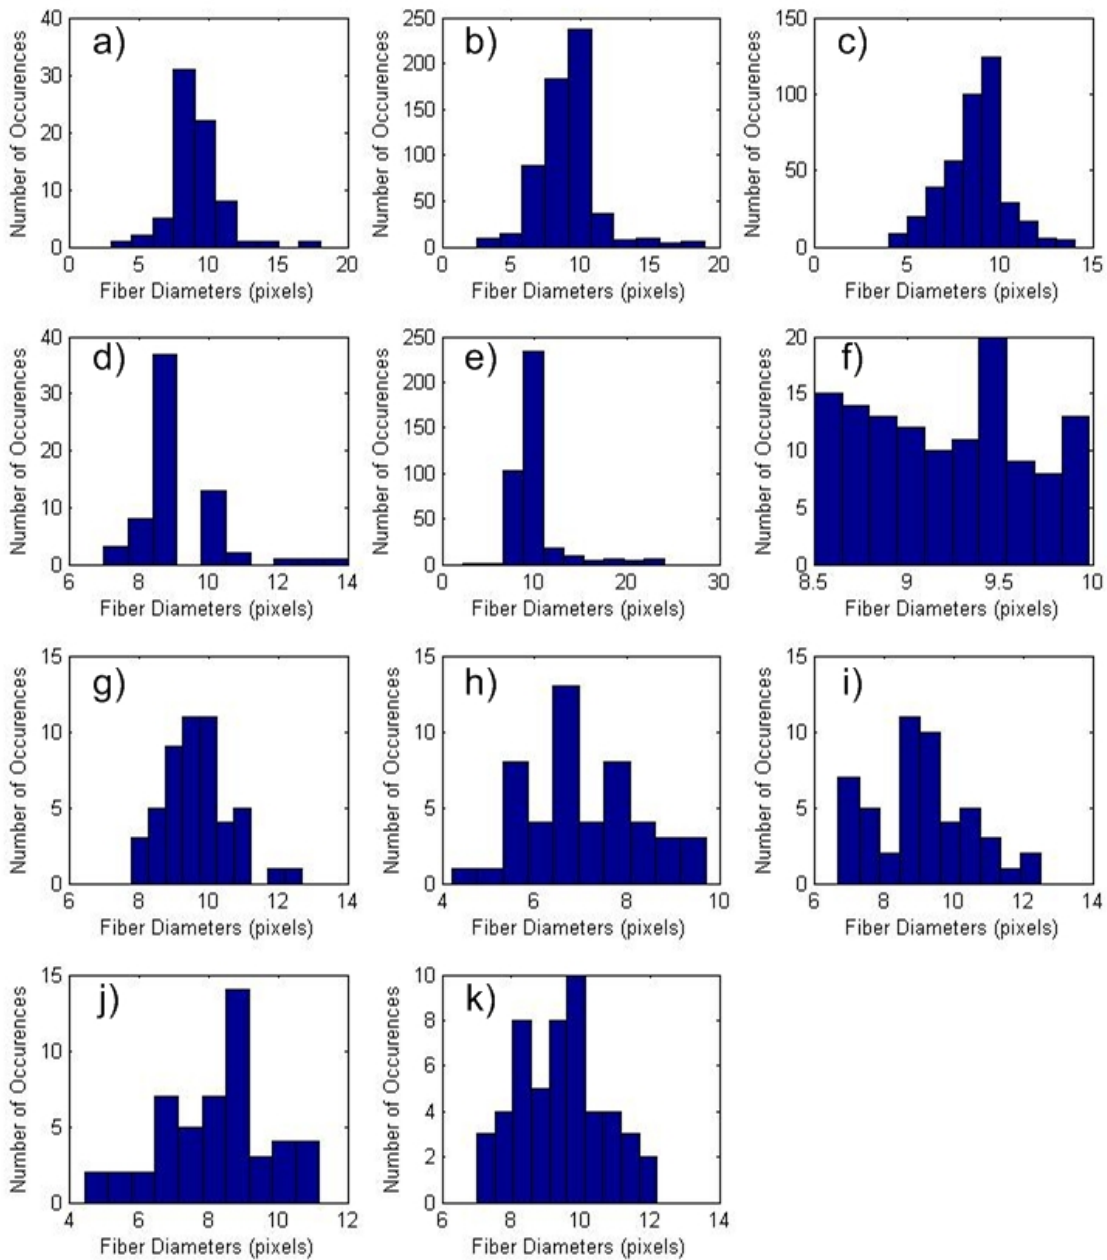 a)
40
30
20
10
0
Number of Occurences
0 5 10 15 20
Fiber Diameters (pixels)
b)
250
200
150
100
50
0
Number of Occurences
0 5 10 15 20
Fiber Diameters (pixels)
c)
150
100
50
0
Number of Occurences
0 5 10 15
Fiber Diameters (pixels)
d)
40
30
20
10
0
Number of Occurences
6 8 10 12 14
Fiber Diameters (pixels)
e)
250
200
150
100
50
0
Number of Occurences
0 10 20 30
Fiber Diameters (pixels)
f)
20
15
10
5
0
Number of Occurences
8.5 9 9.5 10
Fiber Diameters (pixels)
g)
15
10
5
0
Number of Occurences
6 8 10 12 14
Fiber Diameters (pixels)
h)
15
10
5
0
Number of Occurences
4 6 8 10
Fiber Diameters (pixels)
i)
15
10
5
0
Number of Occurences
6 8 10 12 14
Fiber Diameters (pixels)
j)
15
10
5
0
Number of Occurences
4 6 8 10 12
Fiber Diameters (pixels)
k)
10
8
6
4
2
0
Number of Occurences
6 8 10 12 14
Fiber Diameters (pixels)